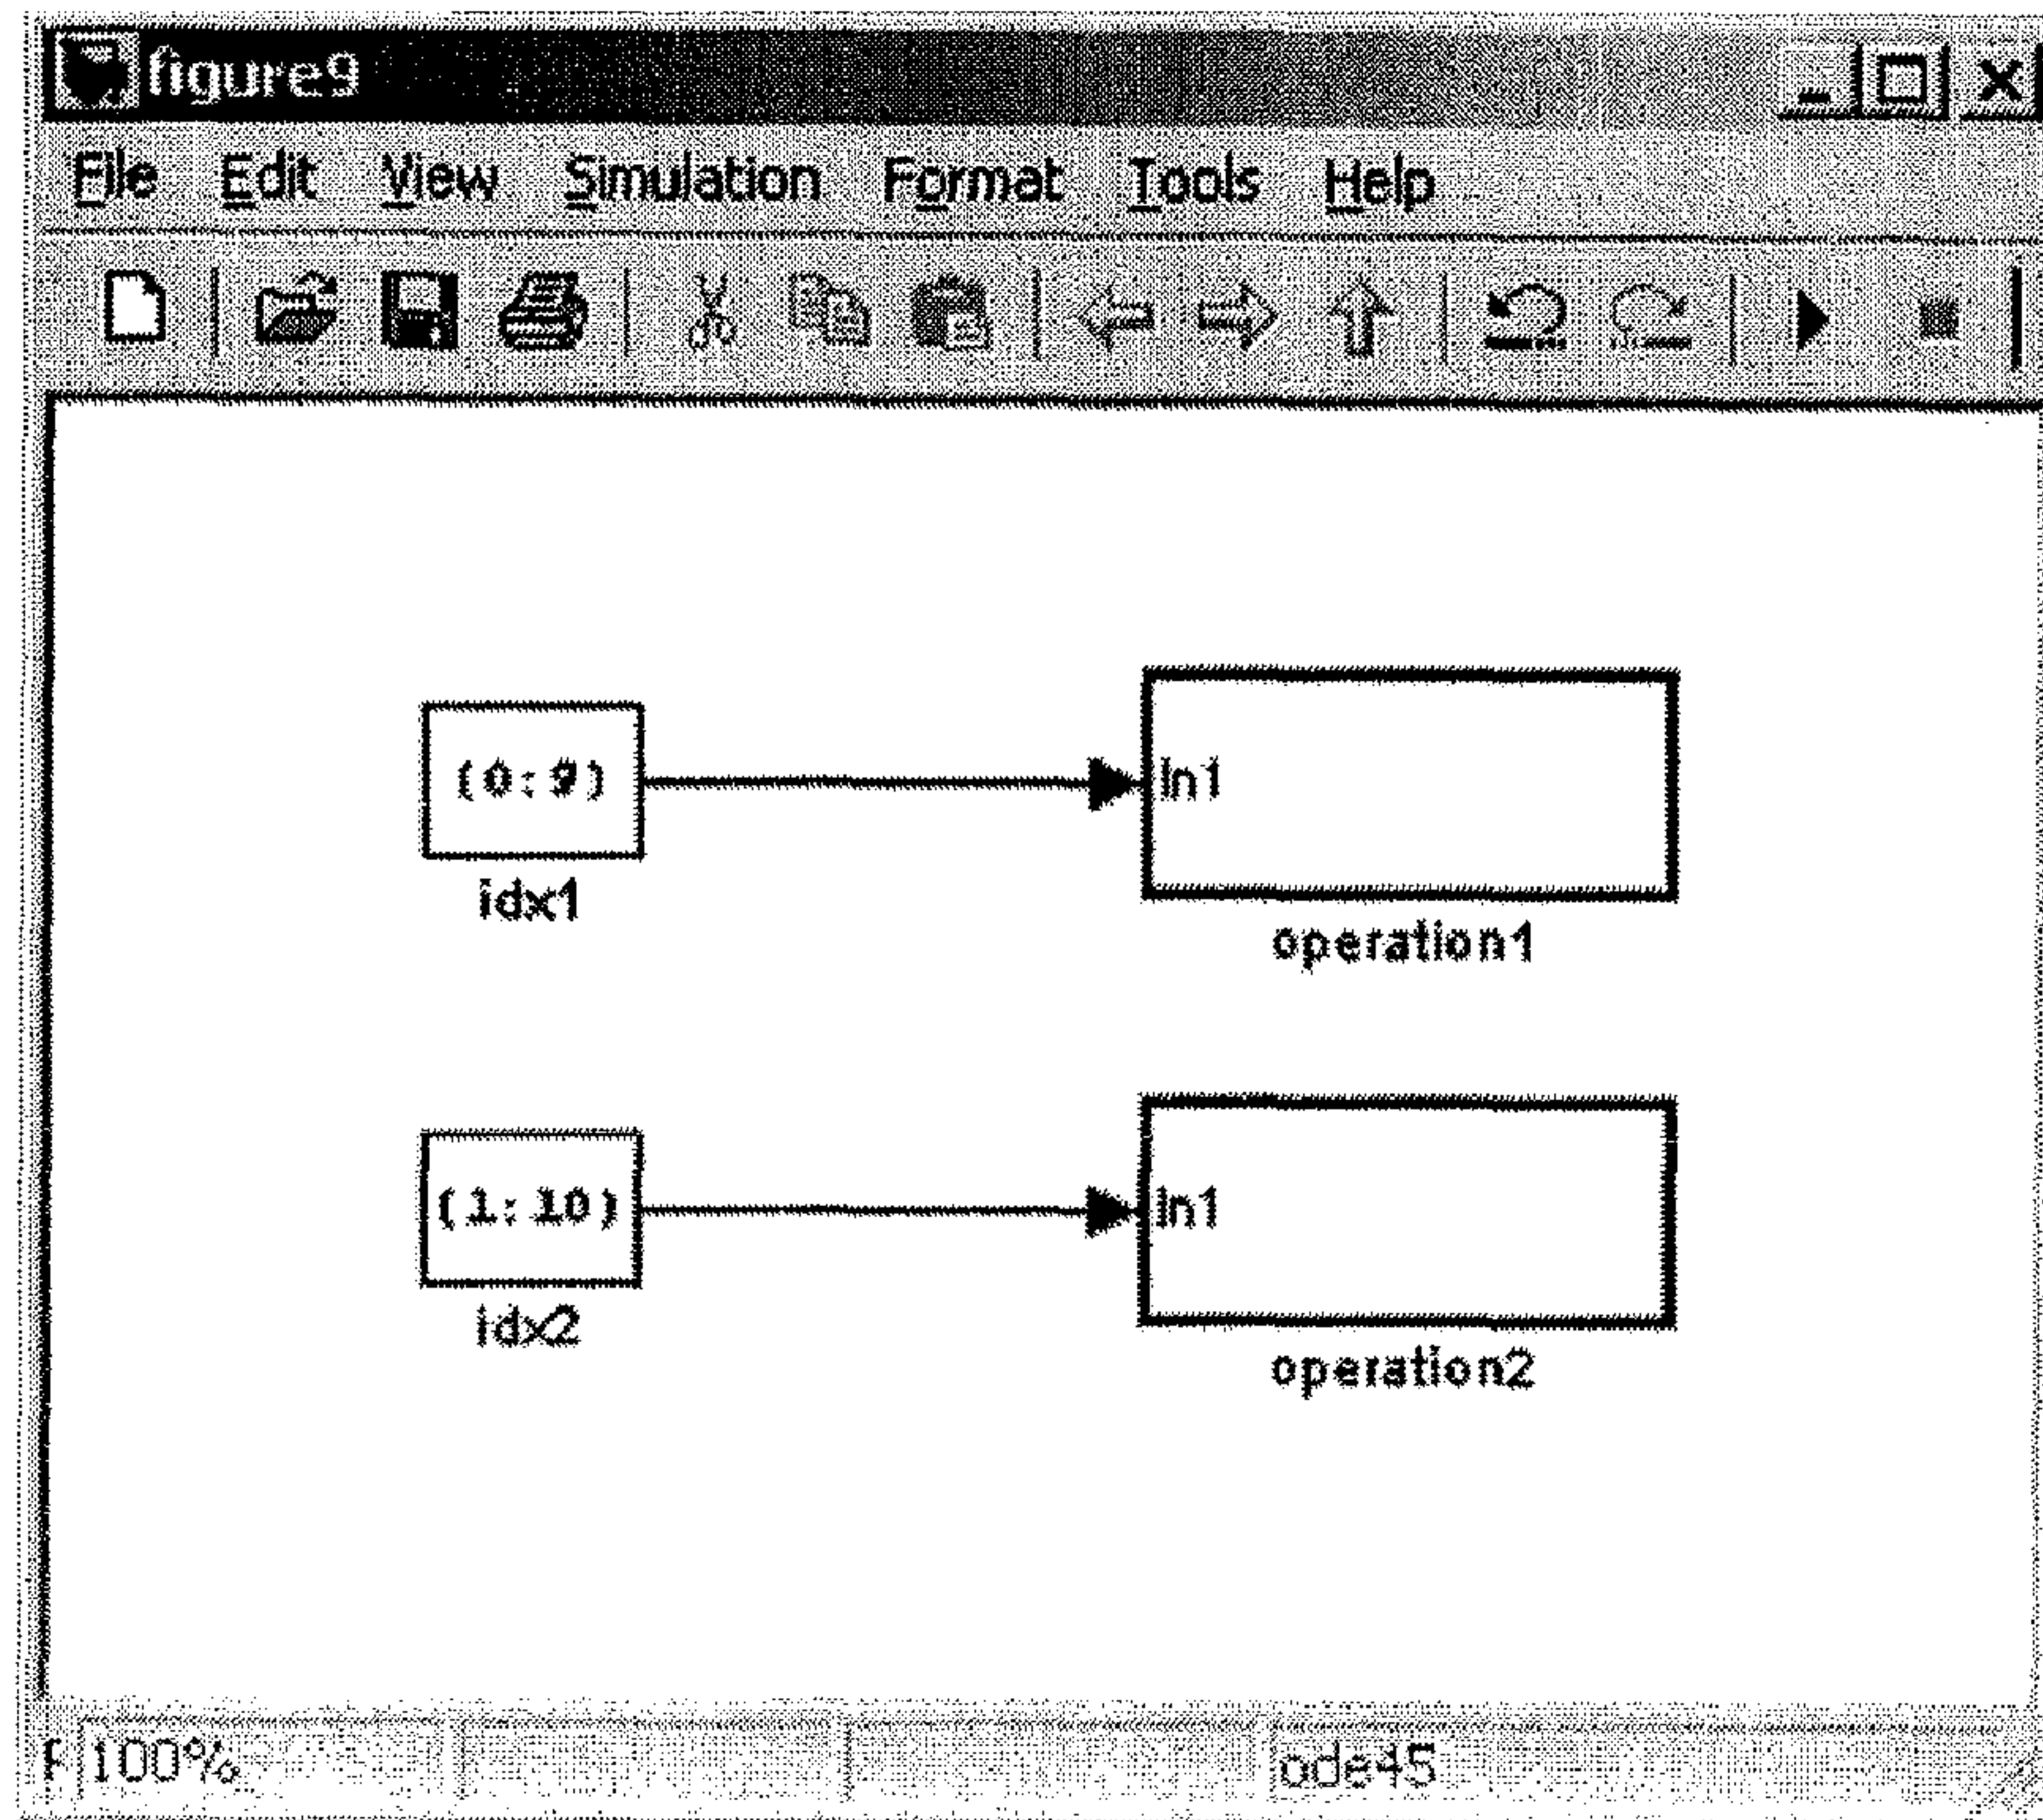 figure9
File Edit View Simulation Format Tools Help
(0:9)
In1
idx1
operation1
(1:10)
In1
idx2
operation2
F 100% ode45